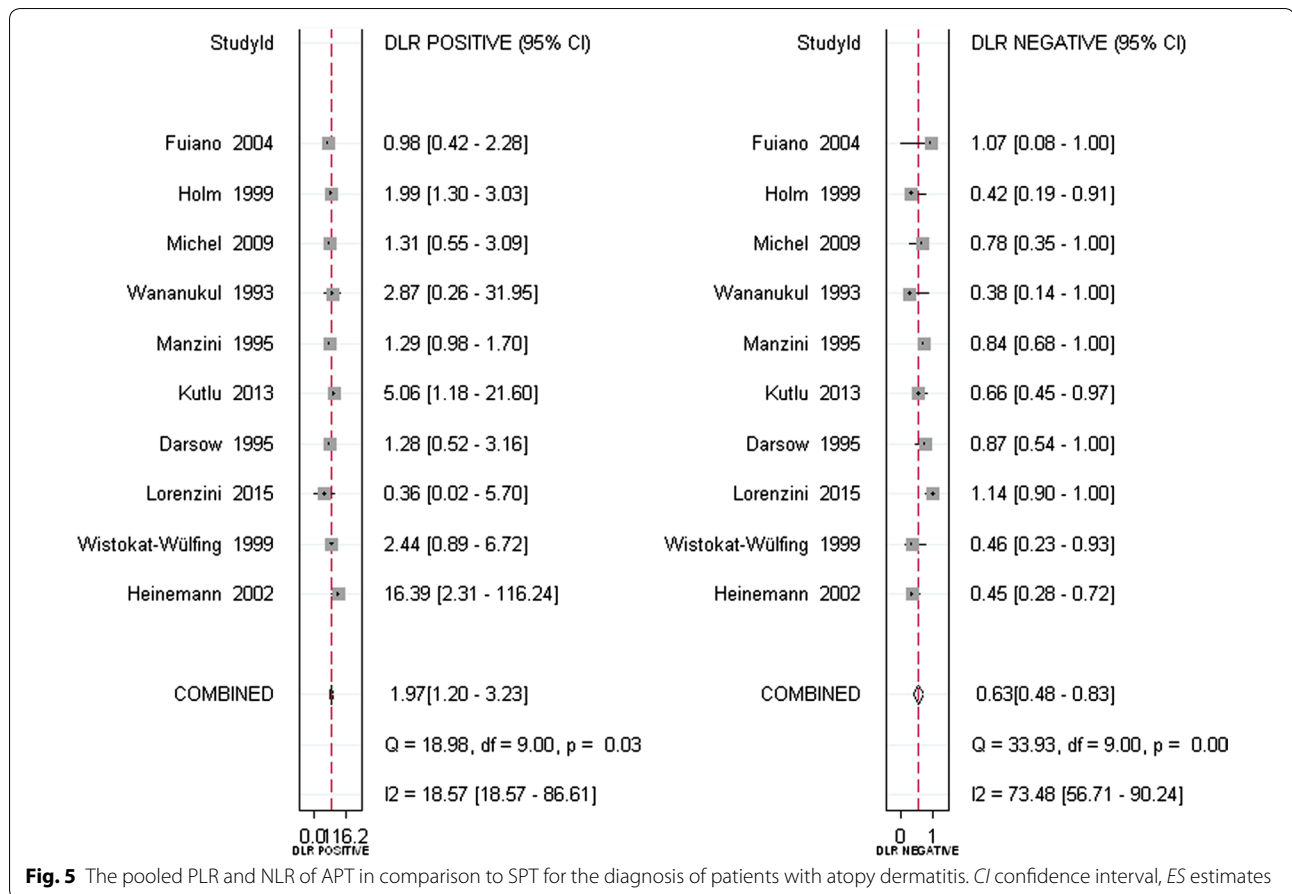 StudyId DLR POSITIVE (95% CI)
Fuiano 2004 0.98 [0.42 - 2.28]
Holm 1999 1.99 [1.30 - 3.03]
Michel 2009 1.31 [0.55 - 3.09]
Wananukul 1993 2.87 [0.26 - 31.95]
Manzini 1995 1.29 [0.98 - 1.70]
Kutlu 2013 5.06 [1.18 - 21.60]
Darsow 1995 1.28 [0.52 - 3.16]
Lorenzini 2015 0.36 [0.02 - 5.70]
Wistokat-Wülfing 1999 2.44 [0.89 - 6.72]
Heinemann 2002 16.39 [2.31 - 116.24]
COMBINED 1.97[1.20 - 3.23]
Q = 18.98, df = 9.00, p = 0.03
I2 = 18.57 [18.57 - 86.61]
0.0116.2
DLR POSITIVE
StudyId DLR NEGATIVE (95% CI)
Fuiano 2004 1.07 [0.08 - 1.00]
Holm 1999 0.42 [0.19 - 0.91]
Michel 2009 0.78 [0.35 - 1.00]
Wananukul 1993 0.38 [0.14 - 1.00]
Manzini 1995 0.84 [0.68 - 1.00]
Kutlu 2013 0.66 [0.45 - 0.97]
Darsow 1995 0.87 [0.54 - 1.00]
Lorenzini 2015 1.14 [0.90 - 1.00]
Wistokat-Wülfing 1999 0.46 [0.23 - 0.93]
Heinemann 2002 0.45 [0.28 - 0.72]
COMBINED 0.63[0.48 - 0.83]
Q = 33.93, df = 9.00, p = 0.00
I2 = 73.48 [56.71 - 90.24]
0 1
DLR NEGATIVE
Fig. 5 The pooled PLR and NLR of APT in comparison to SPT for the diagnosis of patients with atopy dermatitis. CI confidence interval, ES estimates